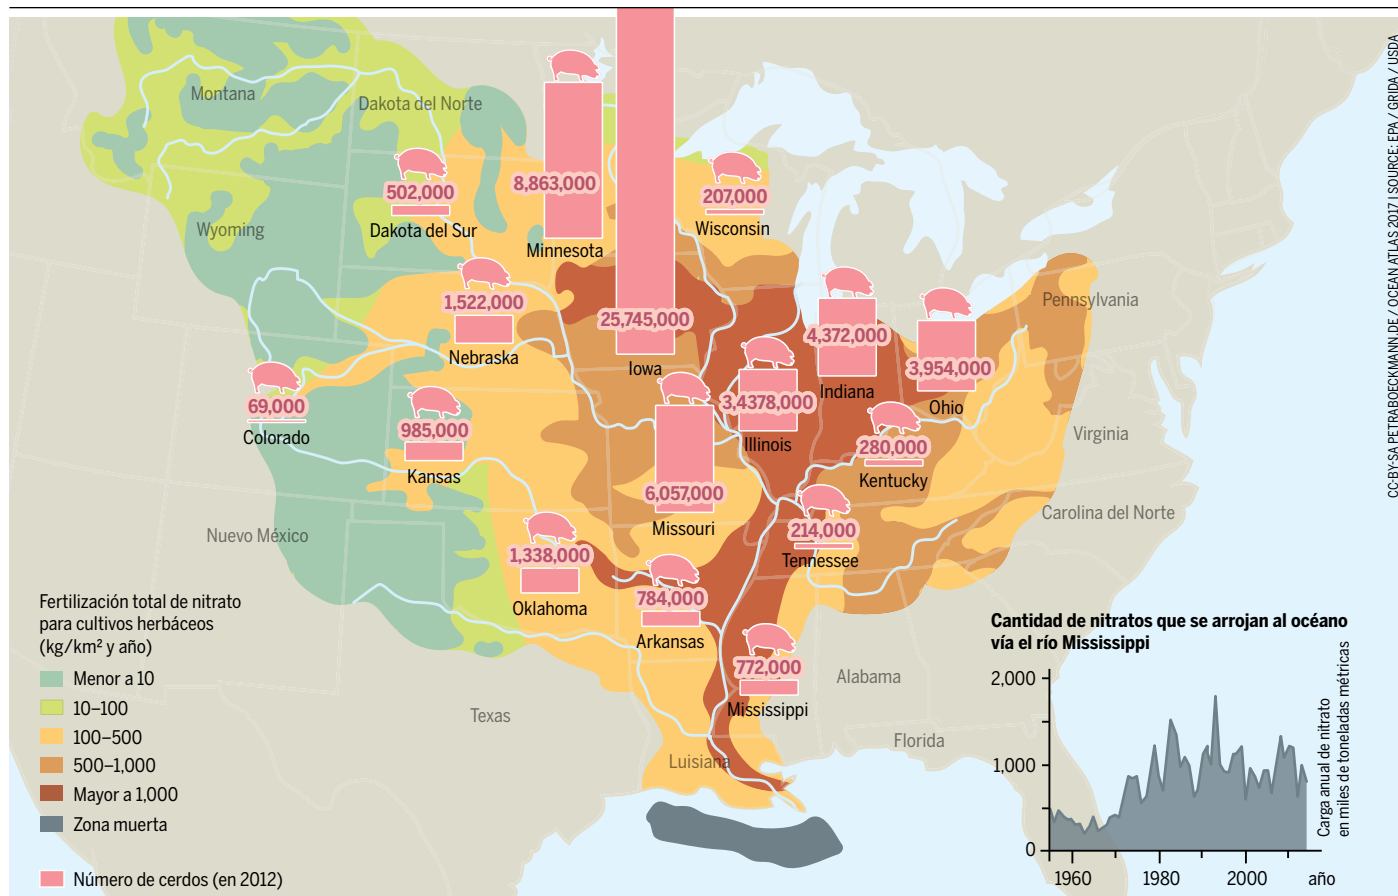 Montana
Dakota del Norte
502,000
Dakota del Sur
8,863,000
Minnesota
207,000
Wisconsin
Wyoming
1,522,000
Nebraska
25,745,000
Iowa
4,372,000
Indiana
3,954,000
Ohio
Pennsylvania
69,000
Colorado
985,000
Kansas
3,4378,000
Illinois
280,000
Kentucky
Virginia
6,057,000
Missouri
Nuevo México
1,338,000
Oklahoma
214,000
Tennessee
Carolina del Norte
784,000
Arkansas
772,000
Mississippi
Alabama
Texas
Luisiana
Florida
Fertilización total de nitrato
para cultivos herbáceos
(kg/km² y año)
Menor a 10
10–100
100–500
500–1,000
Mayor a 1,000
Zona muerta
Número de cerdos (en 2012)
Cantidad de nitratos que se arrojan al océano
vía el río Mississippi
2,000
1,000
0
1960
1980
2000
año
Carga anual de nitrato
en miles de toneladas métricas
CC-BY-SA PETRABOECKMANN.DE / OCEAN ATLAS 2017 | SOURCE: EPA / GRIDA / USDA